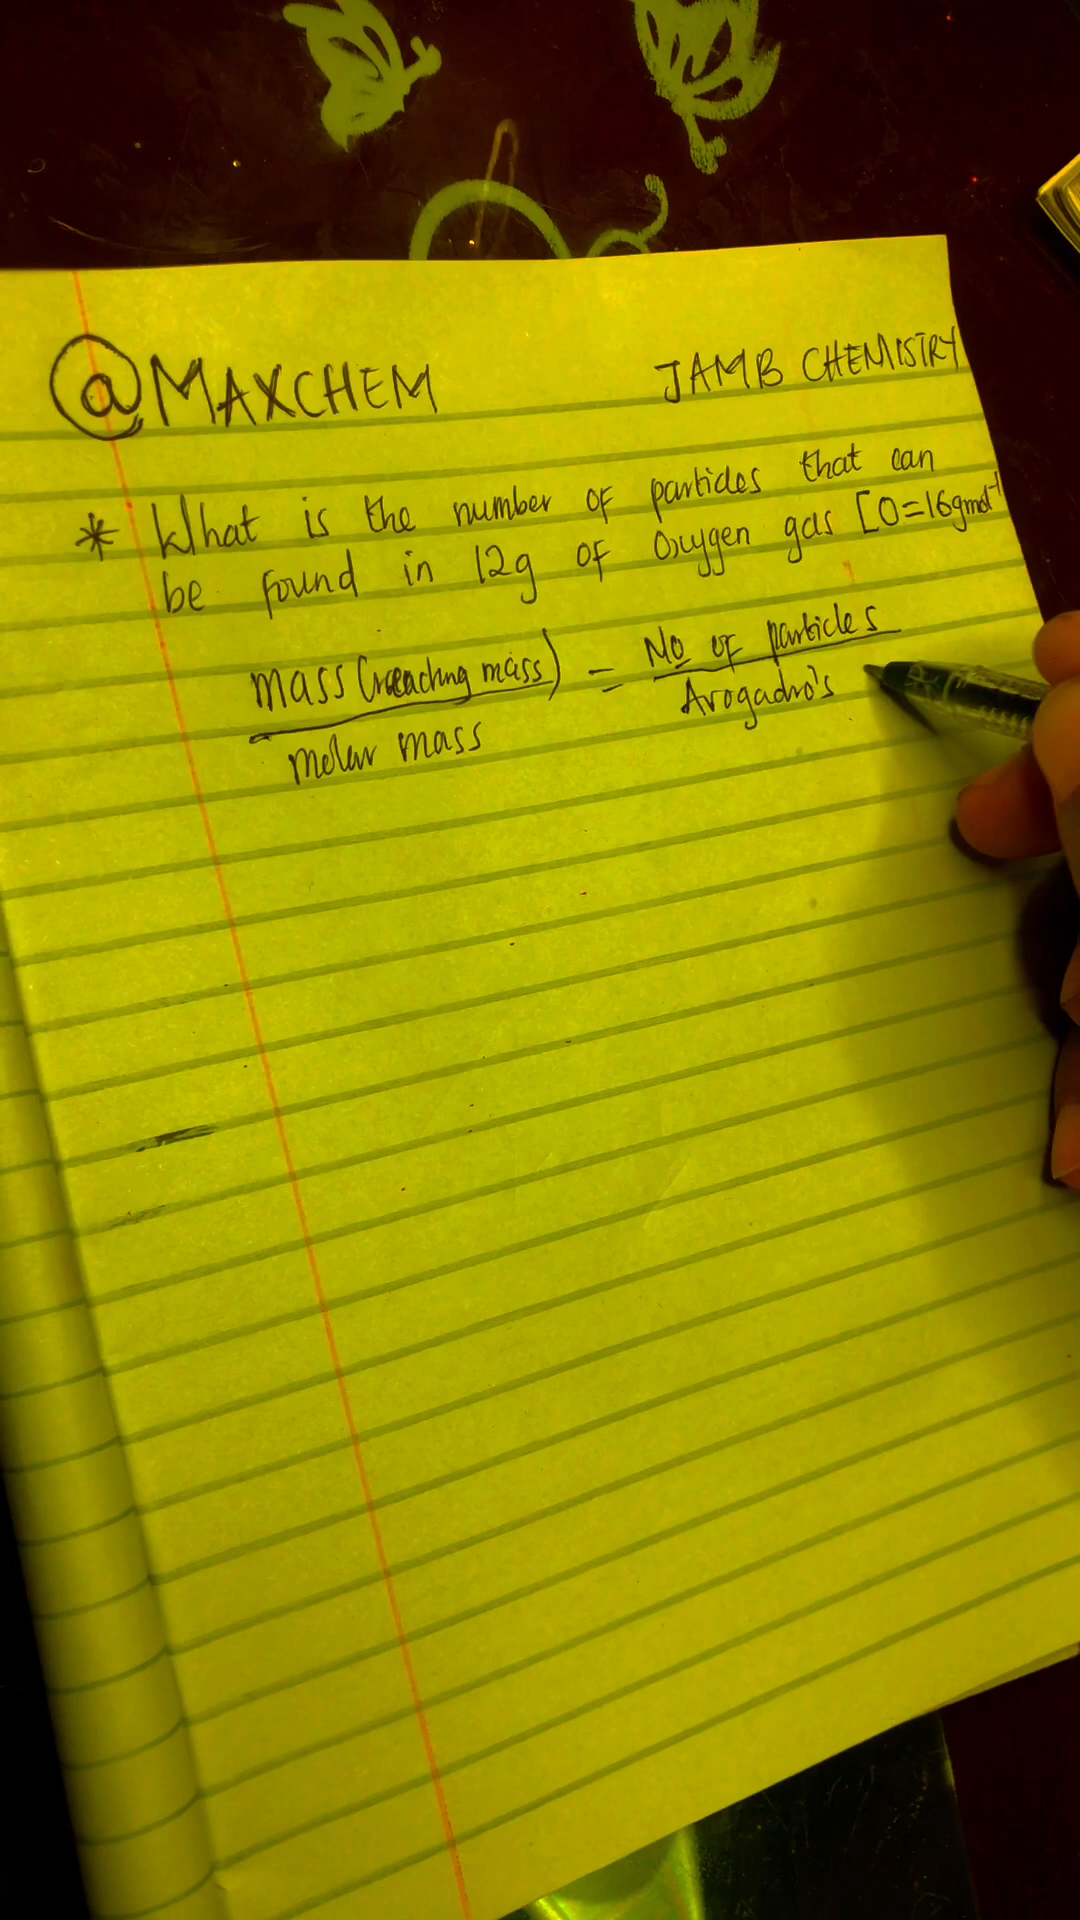 @MAXCHEM JAMB CHEMISTRY
* What is the number of particles that can
be found in 12g of Oxygen gas [O=16gmol⁻¹
mass (reacting mass) = No of particles
molar mass Avogadro's